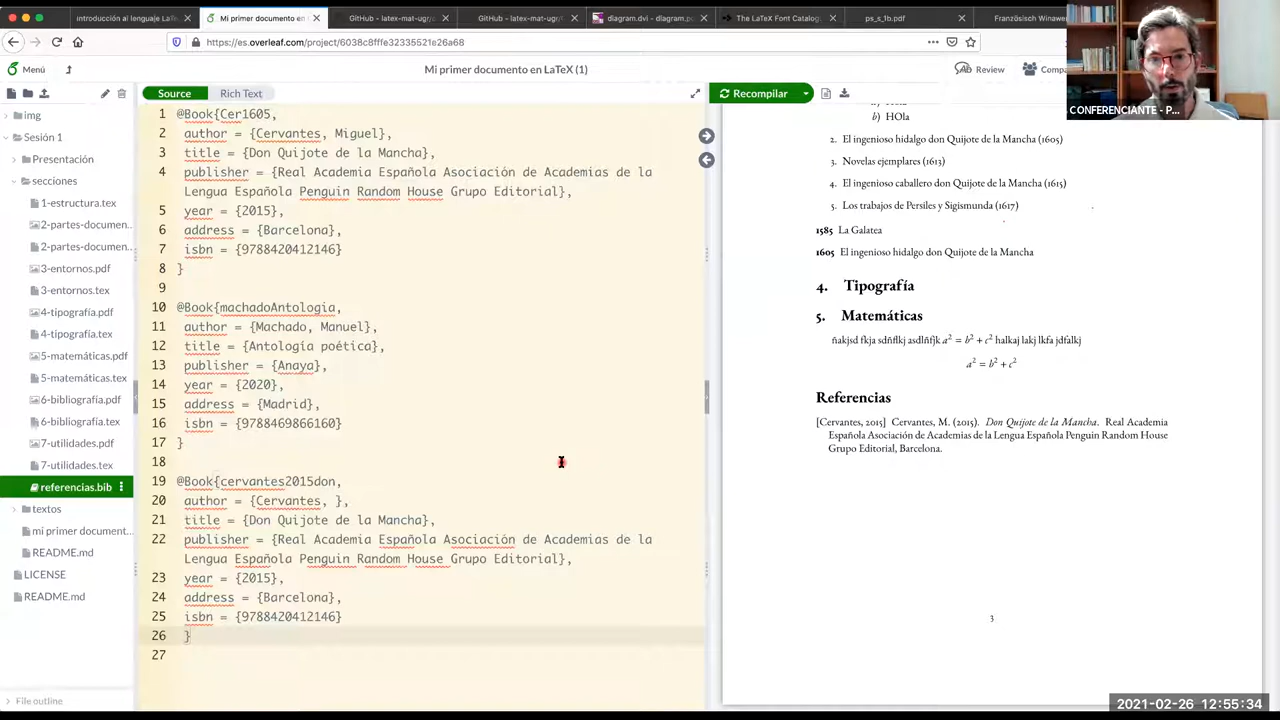 introducción al lenguaje LaTe
Mi primer documento en
GitHub - latex-mat-ugr/
GitHub - latex-mat-ugr
diagram.dvi - diagram.p
The LaTeX Font Catalog
ps_s_1b.pdf
Französisch Winawe
https://es.overleaf.com/project/6038c8fffe32335521e26a68
Menú
Mi primer documento en LaTeX (1)
Review
Comp
Source
Rich Text
Recompilar
img
Sesión 1
Presentación
secciones
1-estructura.tex
2-partes-documen...
2-partes-documen...
3-entornos.pdf
3-entornos.tex
4-tipografía.pdf
4-tipografía.tex
5-matemáticas.pdf
5-matemáticas.tex
6-bibliografía.pdf
6-bibliografía.tex
7-utilidades.pdf
7-utilidades.tex
referencias.bib
textos
mi primer document...
README.md
LICENSE
README.md
File outline
1 @Book{Cer1605,
2 author = {Cervantes, Miguel},
3 title = {Don Quijote de la Mancha},
4 publisher = {Real Academia Española Asociación de Academias de la
Lengua Española Penguin Random House Grupo Editorial},
5 year = {2015},
6 address = {Barcelona},
7 isbn = {9788420412146}
8 }
9
10 @Book{machadoAntologia,
11 author = {Machado, Manuel},
12 title = {Antología poética},
13 publisher = {Anaya},
14 year = {2020},
15 address = {Madrid},
16 isbn = {9788469866160}
17 }
18
19 @Book{cervantes2015don,
20 author = {Cervantes, },
21 title = {Don Quijote de la Mancha},
22 publisher = {Real Academia Española Asociación de Academias de la
Lengua Española Penguin Random House Grupo Editorial},
23 year = {2015},
24 address = {Barcelona},
25 isbn = {9788420412146}
26 }
27
b) HOla
2. El ingenioso hidalgo don Quijote de la Mancha (1605)
3. Novelas ejemplares (1613)
4. El ingenioso caballero don Quijote de la Mancha (1615)
5. Los trabajos de Persiles y Sigismunda (1617)
1585 La Galatea
1605 El ingenioso hidalgo don Quijote de la Mancha
4. Tipografía
5. Matemáticas
ñakjsd fkja sdñflkj asdlñfjk a² = b² + c² halkaj lakj lkfa jdfalkj
a² = b² + c²
Referencias
[Cervantes, 2015] Cervantes, M. (2015). Don Quijote de la Mancha. Real Academia
Española Asociación de Academias de la Lengua Española Penguin Random House
Grupo Editorial, Barcelona.
3
CONFERENCIANTE - P...
2021-02-26 12:55:34